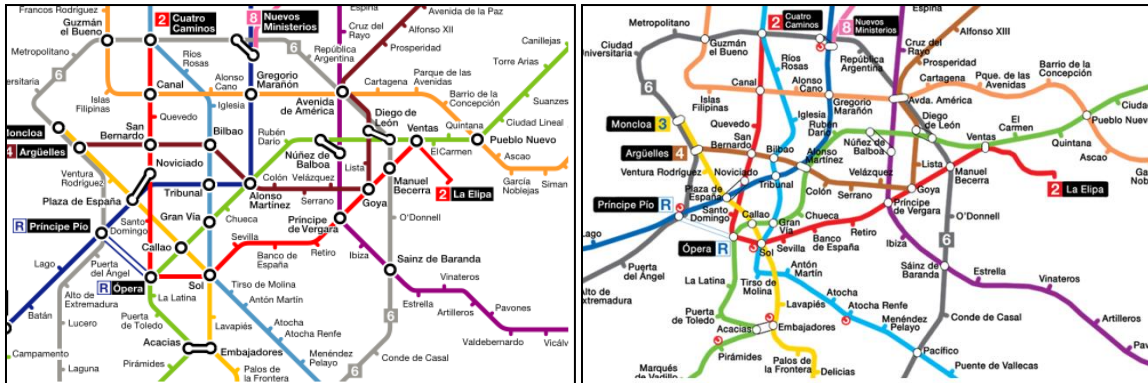 Francos Rodríguez
Guzmán
el Bueno
2 Cuatro
Caminos
8 Nuevos
Ministerios
Cruz del
Rayo
Avenida de la Paz
Alfonso XII
Prosperidad
Canillejas
Torre Arias
Metropolitano
6
Ríos
Rosas
República
Argentina
Islas
Filipinas
Canal
Alonso
Cano
Gregorio
Marañón
Cartagena
Parque de las
Avenidas
Barrio de la
Concepción
Suanzes
Quevedo
Iglesia
Avenida
de América
Diego de
León
Ciudad Lineal
Moncloa
San
Bernardo
Bilbao
Rubén
Darío
Ventas
Quintana
Pueblo Nuevo
4 Argüelles
Noviciado
Núñez de
Balboa
El Carmen
Ascao
Ventura
Rodríguez
Tribunal
Colón
Velázquez
Lista
Manuel
Becerra
García
Noblejas
Siman
Plaza de España
Alonso
Martínez
Serrano
Goya
2 La Elipa
R Príncipe Pío
Santo
Domingo
Gran Vía
Chueca
Príncipe
de Vergara
O'Donnell
Lago
Puerta
del Ángel
Callao
Sevilla
Banco de
España
Retiro
Ibiza
Sainz de Baranda
R Ópera
Sol
Vinateros
Alto de
Extremadura
La Latina
Tirso de Molina
Antón Martín
Estrella
Pavones
Artilleros
Batán
Lucero
Puerta
de Toledo
Lavapiés
Atocha
Atocha Renfe
6
Valdebernardo
Vicálv
Campamento
Acacias
Embajadores
Menéndez
Pelayo
Conde de Casal
Laguna
Pirámides
Palos de
la Frontera
6
Metropolitano
Ciudad
Universitaria
Guzmán
el Bueno
2 Cuatro
Caminos
8 Nuevos
Ministerios
Cruz del
Rayo
Alfonso XIII
Prosperidad
6
Ríos
Rosas
República
Argentina
Cartagena
Pque. de las
Avenidas
Barrio de la
Concepción
Islas
Filipinas
Canal
Alonso
Cano
Gregorio
Marañón
Avda. América
Moncloa 3
Quevedo
Iglesia
Rubén
Darío
Diego
de León
Ventas
El
Carmen
Pueblo Nuevo
Quintana
Argüelles 4
San
Bernardo
Bilbao
Alonso
Martínez
Núñez de
Balboa
Ascao
Ventura Rodríguez
Noviciado
Tribunal
Velázquez
Lista
Manuel
Becerra
Plaza de
España
Colón
Serrano
Goya
2 La Elipa
Príncipe Pío R
Santo
Domingo
Callao
Gran
Vía
Chueca
Príncipe
de Vergara
O'Donnell
Lago
Ópera R
Sol
Sevilla
Banco de
España
Retiro
Ibiza
6
Puerta
del Ángel
La Latina
Tirso de
Molina
Antón
Martín
Sáinz de
Baranda
Estrella
Vinateros
Alto de
Extremadura
Puerta
de Toledo
Lavapiés
Atocha
Atocha Renfe
Menéndez
Pelayo
Conde de Casal
Artilleros
Acacias
Embajadores
Pirámides
Pacífico
Marqués
de Vadillo
Palos de
la Frontera
Delicias
Puente de Vallecas